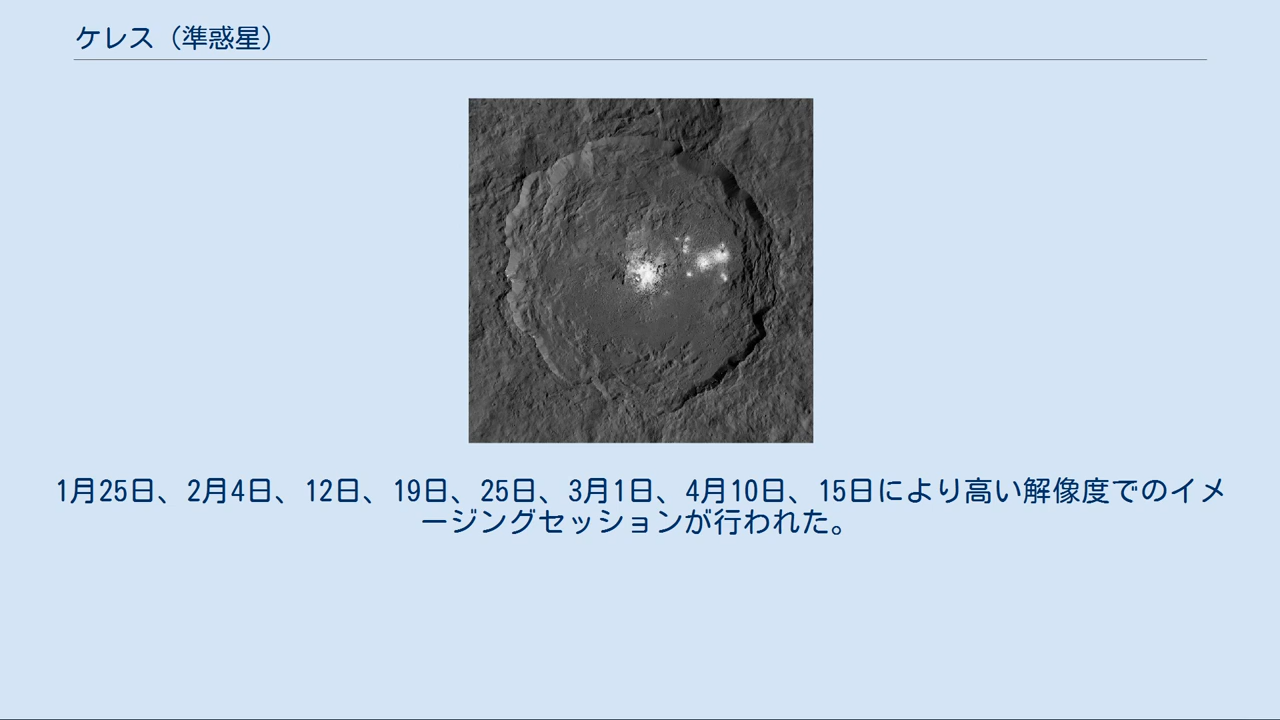 ケレス（準惑星）
1月25日、2月4日、12日、19日、25日、3月1日、4月10日、15日により高い解像度でのイメ
ージングセッションが行われた。